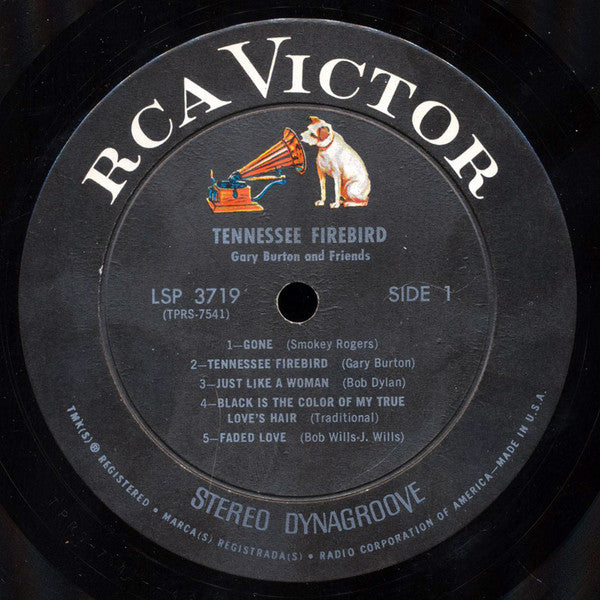 RCA VICTOR
TENNESSEE FIREBIRD
Gary Burton and Friends
LSP 3719
(TPRS-7541)
SIDE 1
1—GONE (Smokey Rogers)
2—TENNESSEE FIREBIRD (Gary Burton)
3—JUST LIKE A WOMAN (Bob Dylan)
4—BLACK IS THE COLOR OF MY TRUE
LOVE'S HAIR (Traditional)
5—FADED LOVE (Bob Wills-J. Wills)
STEREO DYNAGROOVE
TMK(S) ® REGISTERED • MARCA(S) REGISTRADA(S) • RADIO CORPORATION OF AMERICA—MADE IN U.S.A.